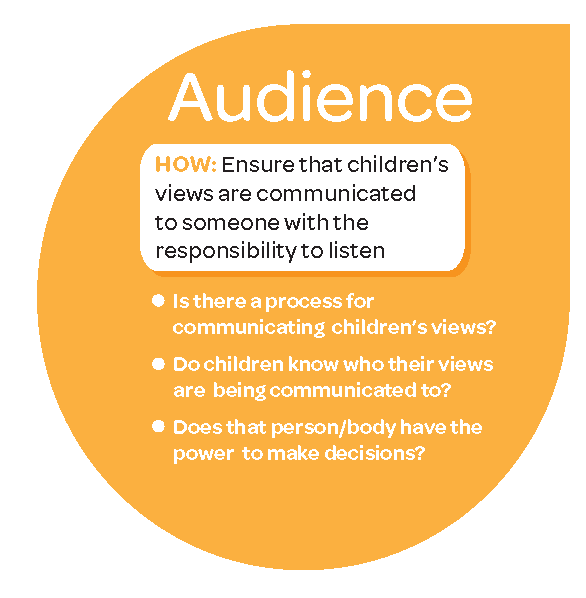 Audience
HOW: Ensure that children's
views are communicated
to someone with the
responsibility to listen
● Is there a process for
communicating children's views?
● Do children know who their views
are being communicated to?
● Does that person/body have the
power to make decisions?